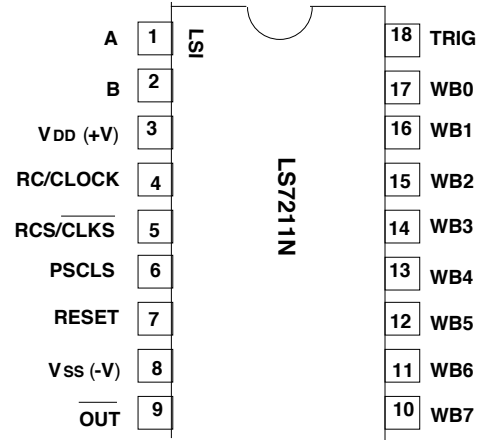 A 1 LSI 18 TRIG
B 2 17 WB0
VDD (+V) 3 16 WB1
RC/CLOCK 4 15 WB2
RCS/CLKS 5 14 WB3
PSCLS 6 13 WB4
RESET 7 12 WB5
VSS (-V) 8 11 WB6
OUT 9 10 WB7
LS7211N